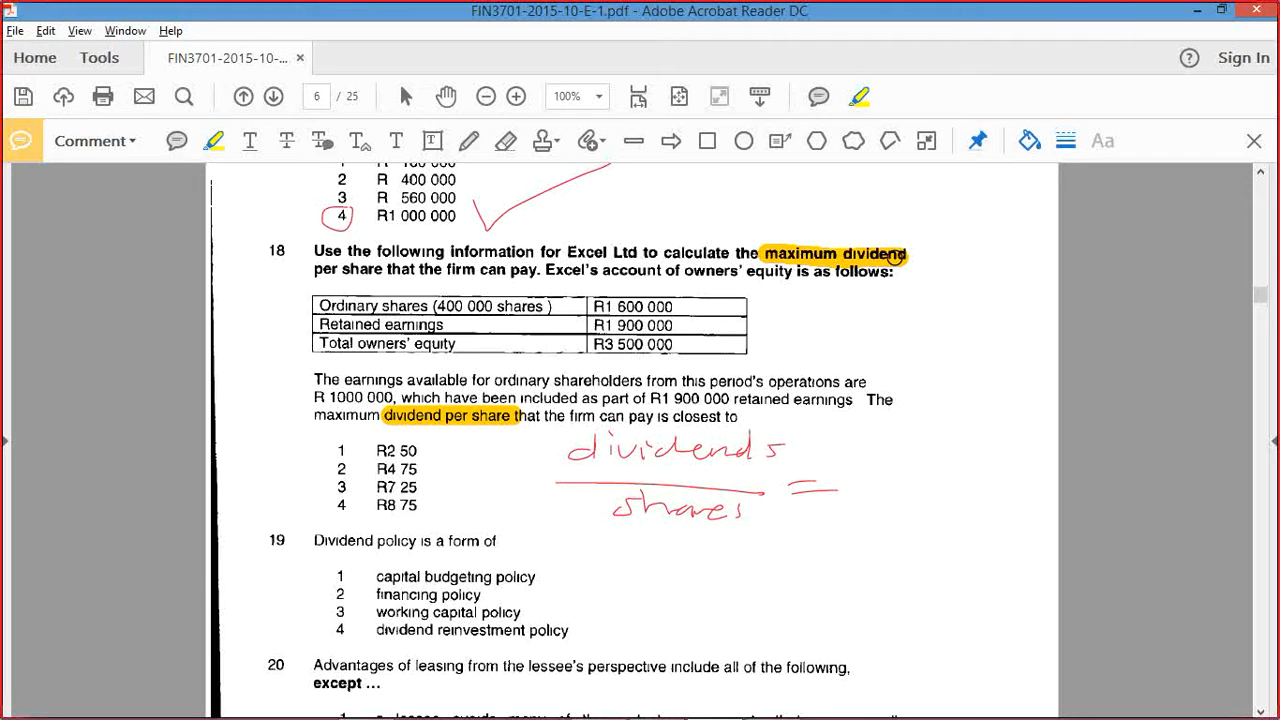 FIN3701-2015-10-E-1.pdf - Adobe Acrobat Reader DC
File Edit View Window Help
Home Tools FIN3701-2015-10-... × Sign In
6 / 25 100%
Comment Aa
2 R 400 000
3 R 560 000
4 R1 000 000
18 Use the following information for Excel Ltd to calculate the maximum dividend
per share that the firm can pay. Excel's account of owners' equity is as follows:
Ordinary shares (400 000 shares ) R1 600 000
Retained earnings R1 900 000
Total owners' equity R3 500 000
The earnings available for ordinary shareholders from this period's operations are
R 1000 000, which have been included as part of R1 900 000 retained earnings The
maximum dividend per share that the firm can pay is closest to
1 R2 50
2 R4 75
3 R7 25
4 R8 75
dividends
shares =
19 Dividend policy is a form of
1 capital budgeting policy
2 financing policy
3 working capital policy
4 dividend reinvestment policy
20 Advantages of leasing from the lessee's perspective include all of the following,
except ...